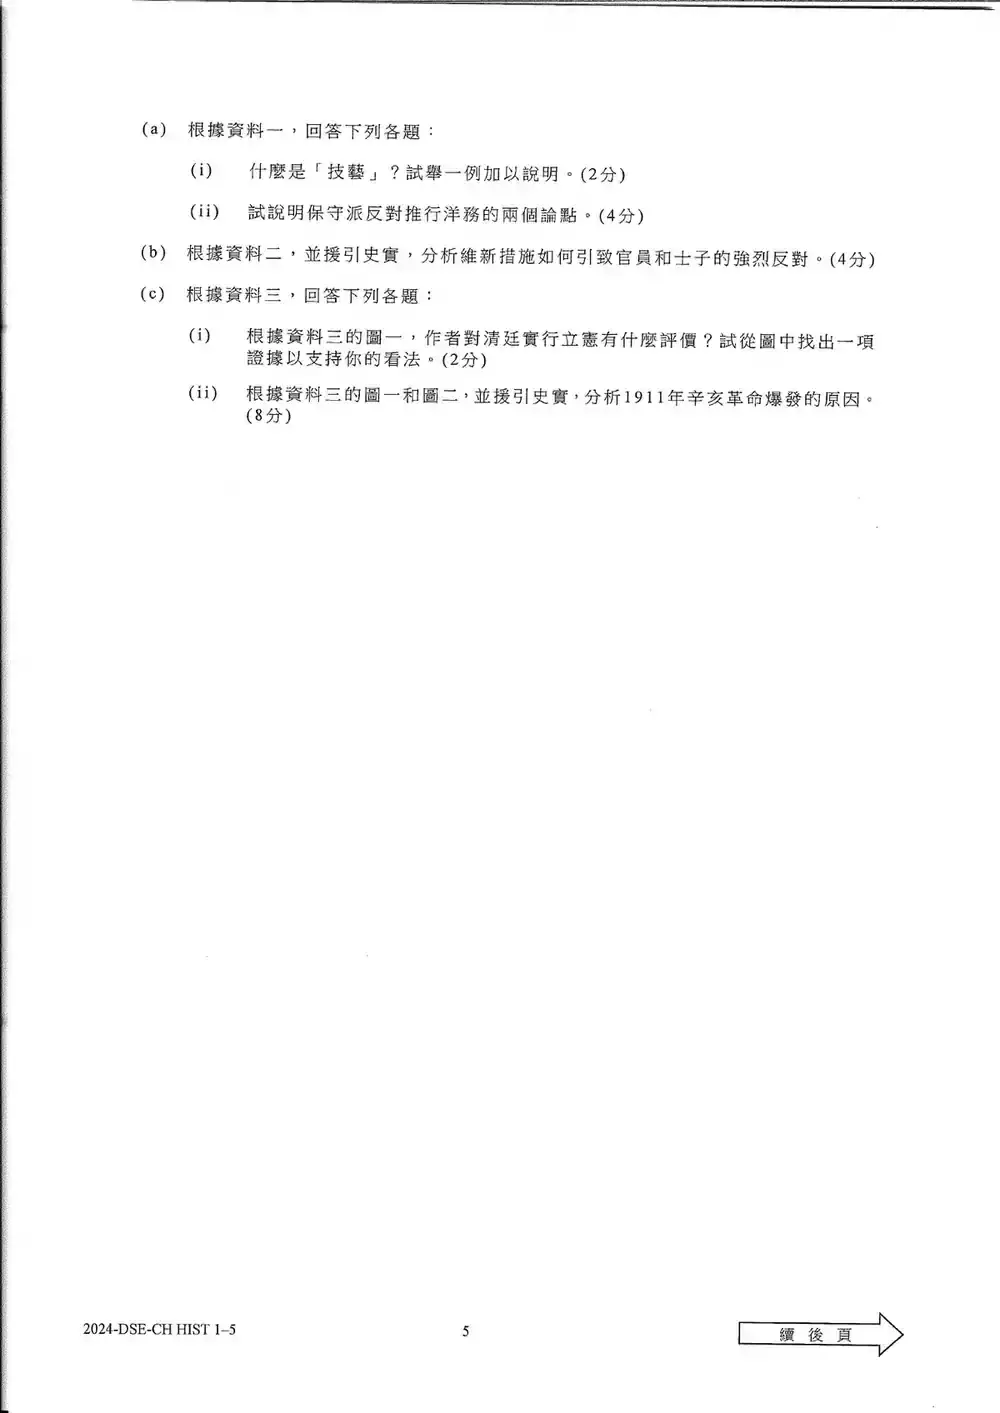 (a) 根據資料一，回答下列各題：
(i) 什麼是「技藝」？試舉一例加以說明。(2分)
(ii) 試說明保守派反對推行洋務的兩個論點。(4分)
(b) 根據資料二，並援引史實，分析維新措施如何引致官員和士子的強烈反對。(4分)
(c) 根據資料三，回答下列各題：
(i) 根據資料三的圖一，作者對清廷實行立憲有什麼評價？試從圖中找出一項
證據以支持你的看法。(2分)
(ii) 根據資料三的圖一和圖二，並援引史實，分析1911年辛亥革命爆發的原因。
(8分)
2024-DSE-CH HIST 1–5
5
續後頁